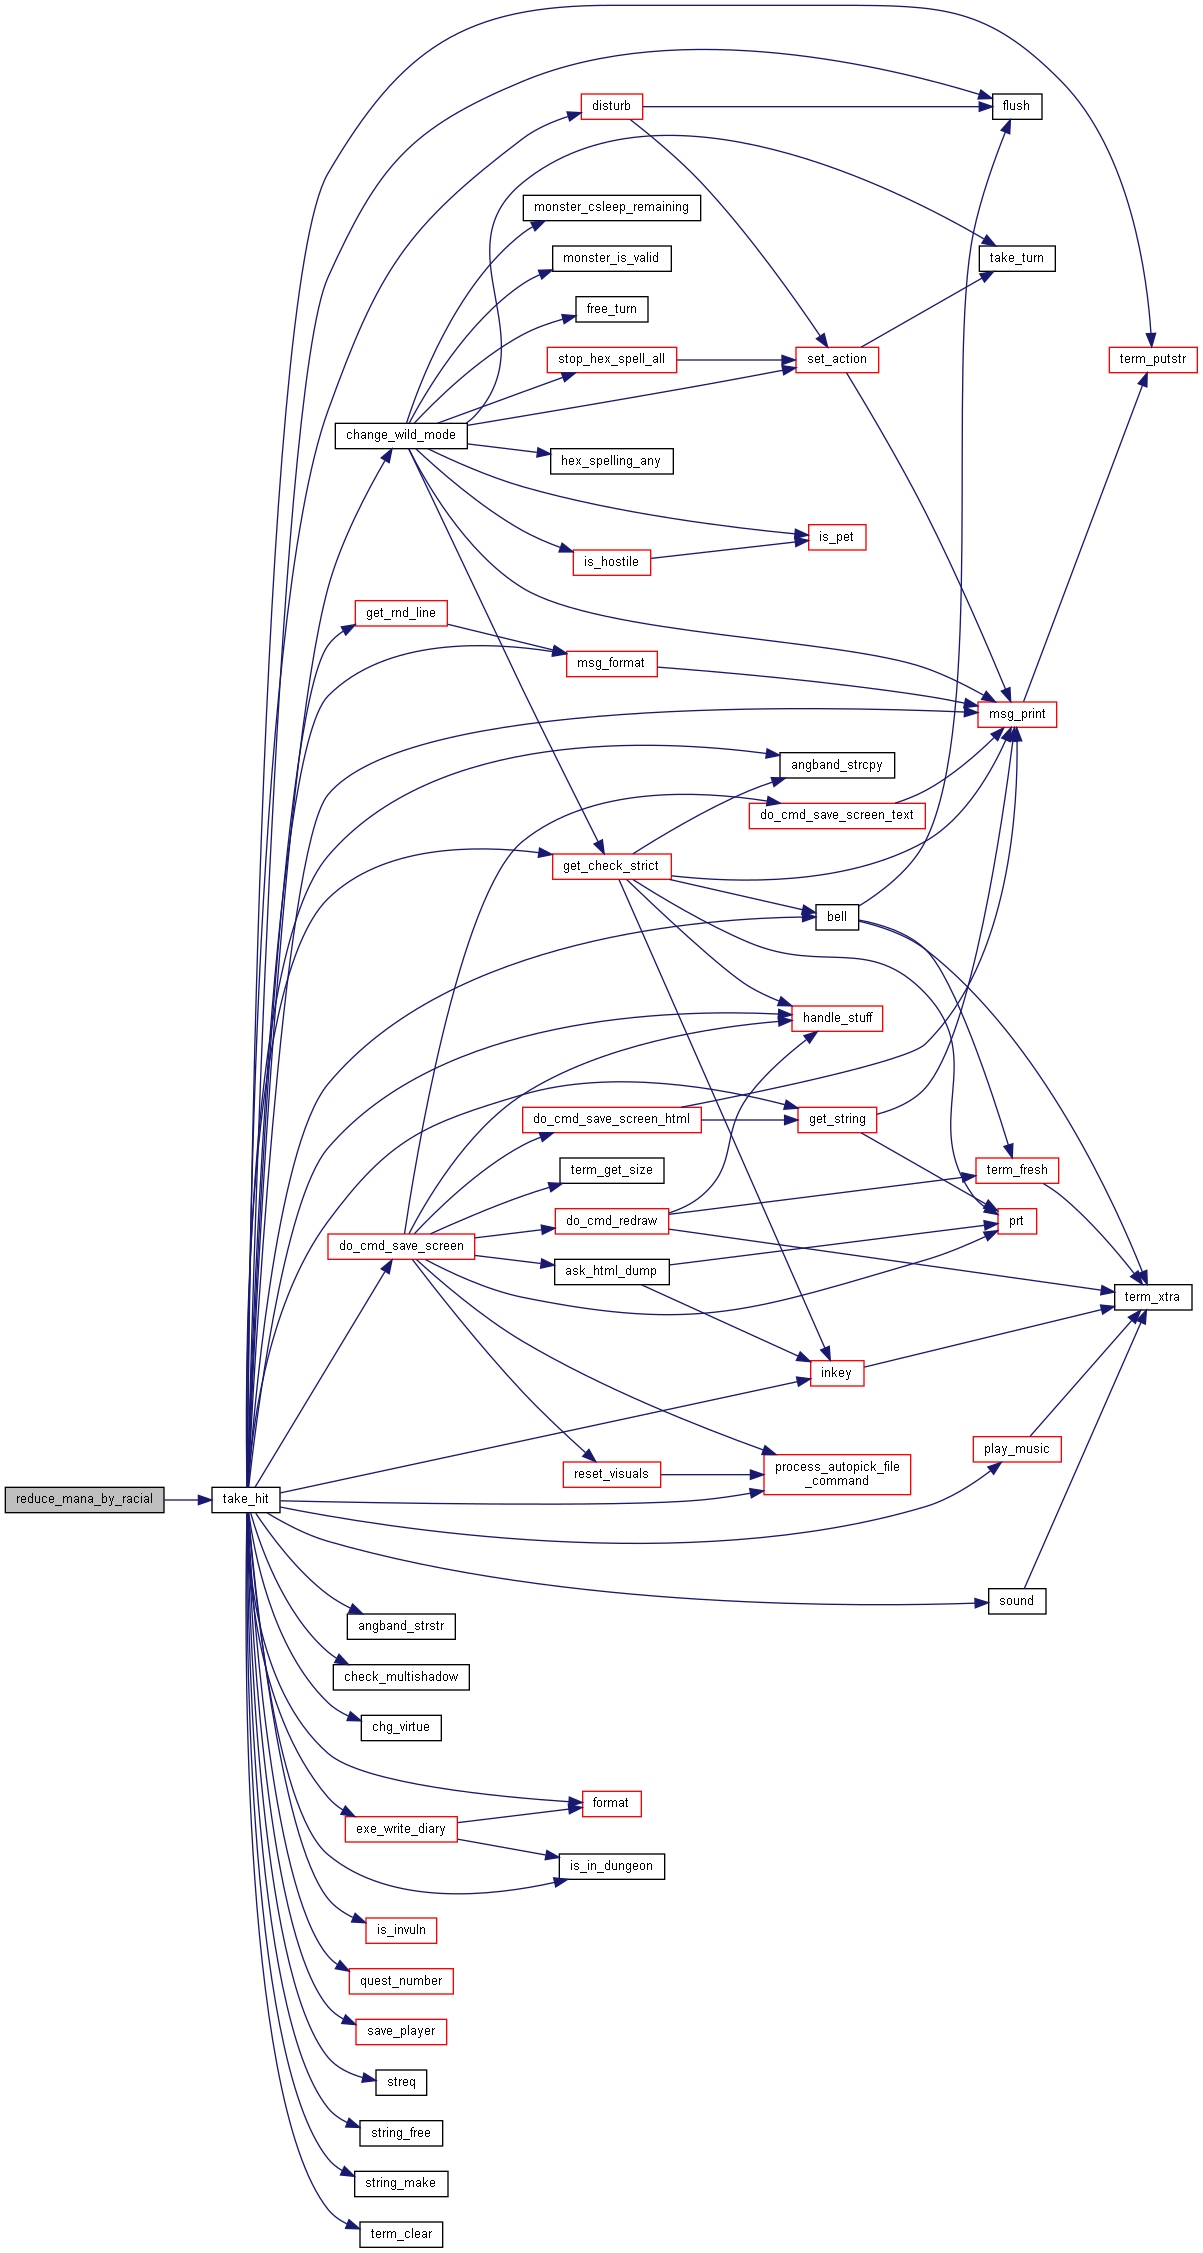 disturb
flush
monster_csleep_remaining
monster_is_valid
take_turn
free_turn
stop_hex_spell_all
set_action
term_putstr
change_wild_mode
hex_spelling_any
is_pet
is_hostile
get_rnd_line
msg_format
msg_print
angband_strcpy
do_cmd_save_screen_text
get_check_strict
bell
handle_stuff
do_cmd_save_screen_html
get_string
term_get_size
term_fresh
do_cmd_redraw
prt
do_cmd_save_screen
ask_html_dump
term_xtra
inkey
play_music
reset_visuals
process_autopick_file
_command
reduce_mana_by_racial
take_hit
sound
angband_strstr
check_multishadow
chg_virtue
format
exe_write_diary
is_in_dungeon
is_invuln
quest_number
save_player
streq
string_free
string_make
term_clear